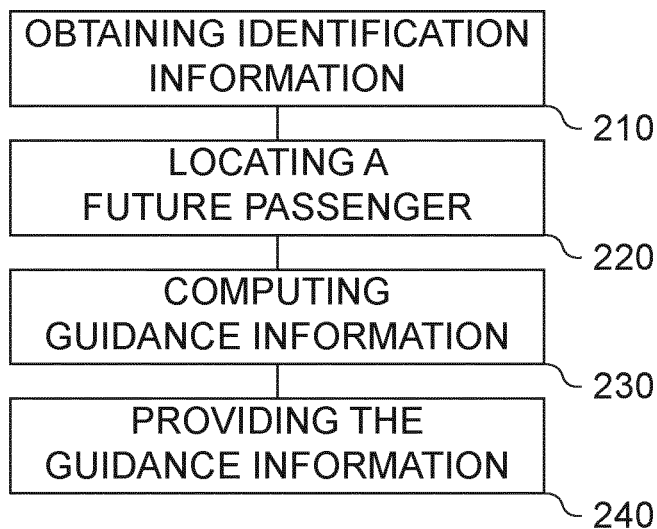 OBTAINING IDENTIFICATION
INFORMATION
210
LOCATING A
FUTURE PASSENGER
220
COMPUTING
GUIDANCE INFORMATION
230
PROVIDING THE
GUIDANCE INFORMATION
240